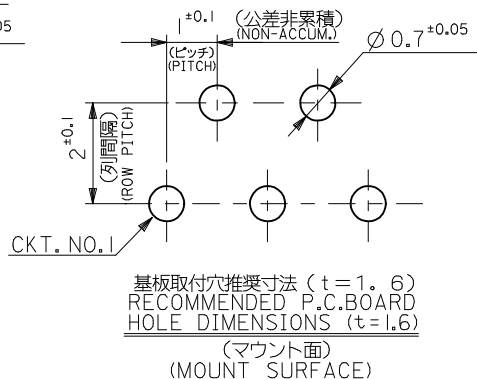 05
1 ±0.1 (公差非累積)
(NON-ACCUM.)
(ピッチ)
(PITCH)
Ø 0.7 ±0.05
2 ±0.1
(列間隔)
(ROW PITCH)
CKT. NO.1
基板取付穴推奨寸法 (t=1.6)
RECOMMENDED P.C.BOARD
HOLE DIMENSIONS (t=1.6)
(マウント面)
(MOUNT SURFACE)